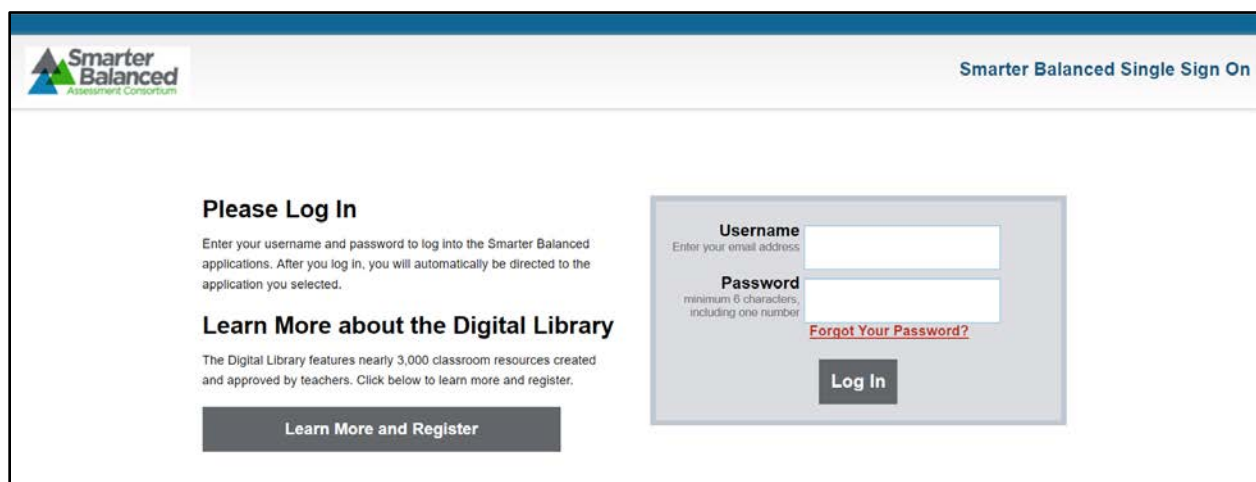 Smarter
Balanced
Assessment Consortium
Smarter Balanced Single Sign On
Please Log In
Enter your username and password to log into the Smarter Balanced
applications. After you log in, you will automatically be directed to the
application you selected.
Learn More about the Digital Library
The Digital Library features nearly 3,000 classroom resources created
and approved by teachers. Click below to learn more and register.
Learn More and Register
Username
Enter your email address
Password
minimum 6 characters,
including one number
Forgot Your Password?
Log In